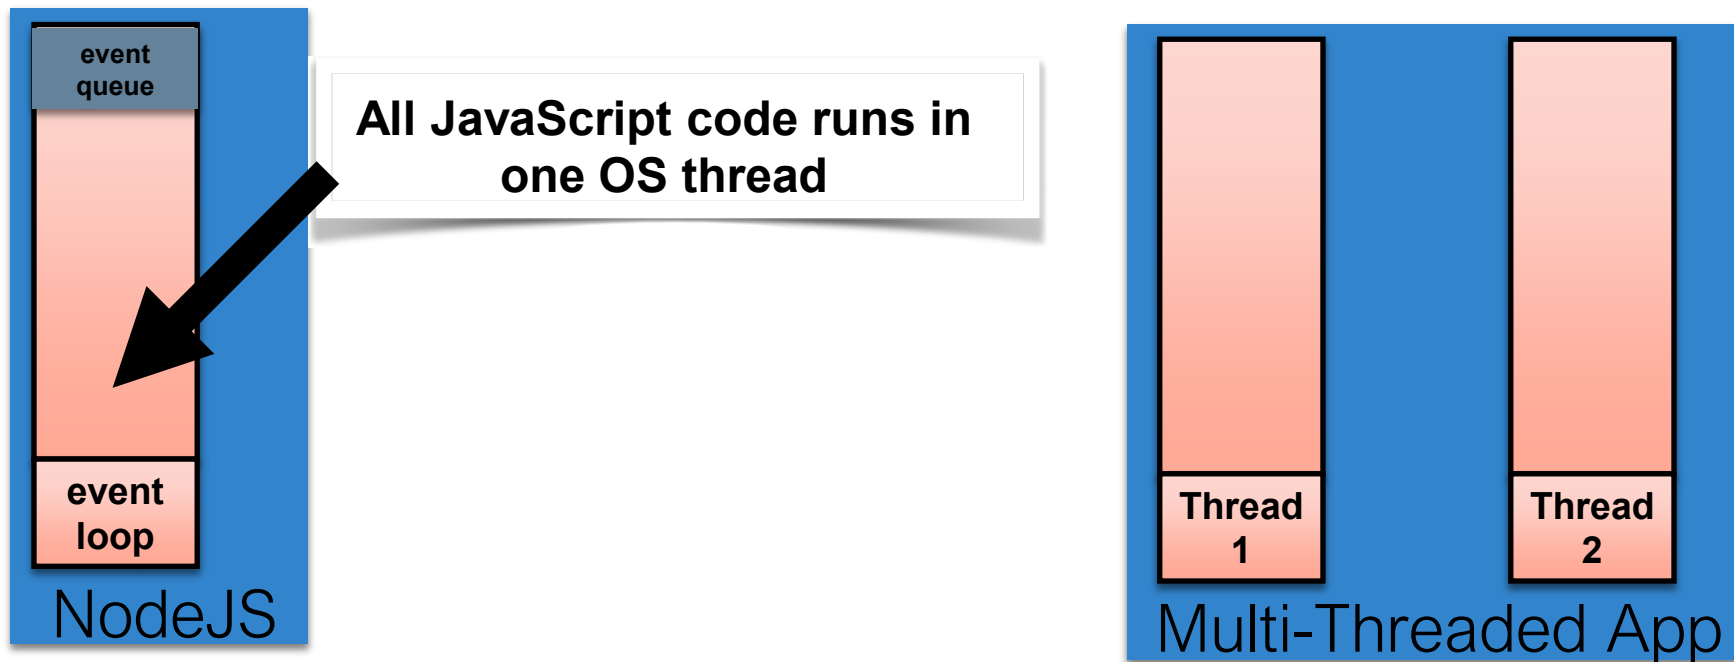 event
queue
All JavaScript code runs in
one OS thread
event
loop
NodeJS
Thread
1
Thread
2
Multi-Threaded App